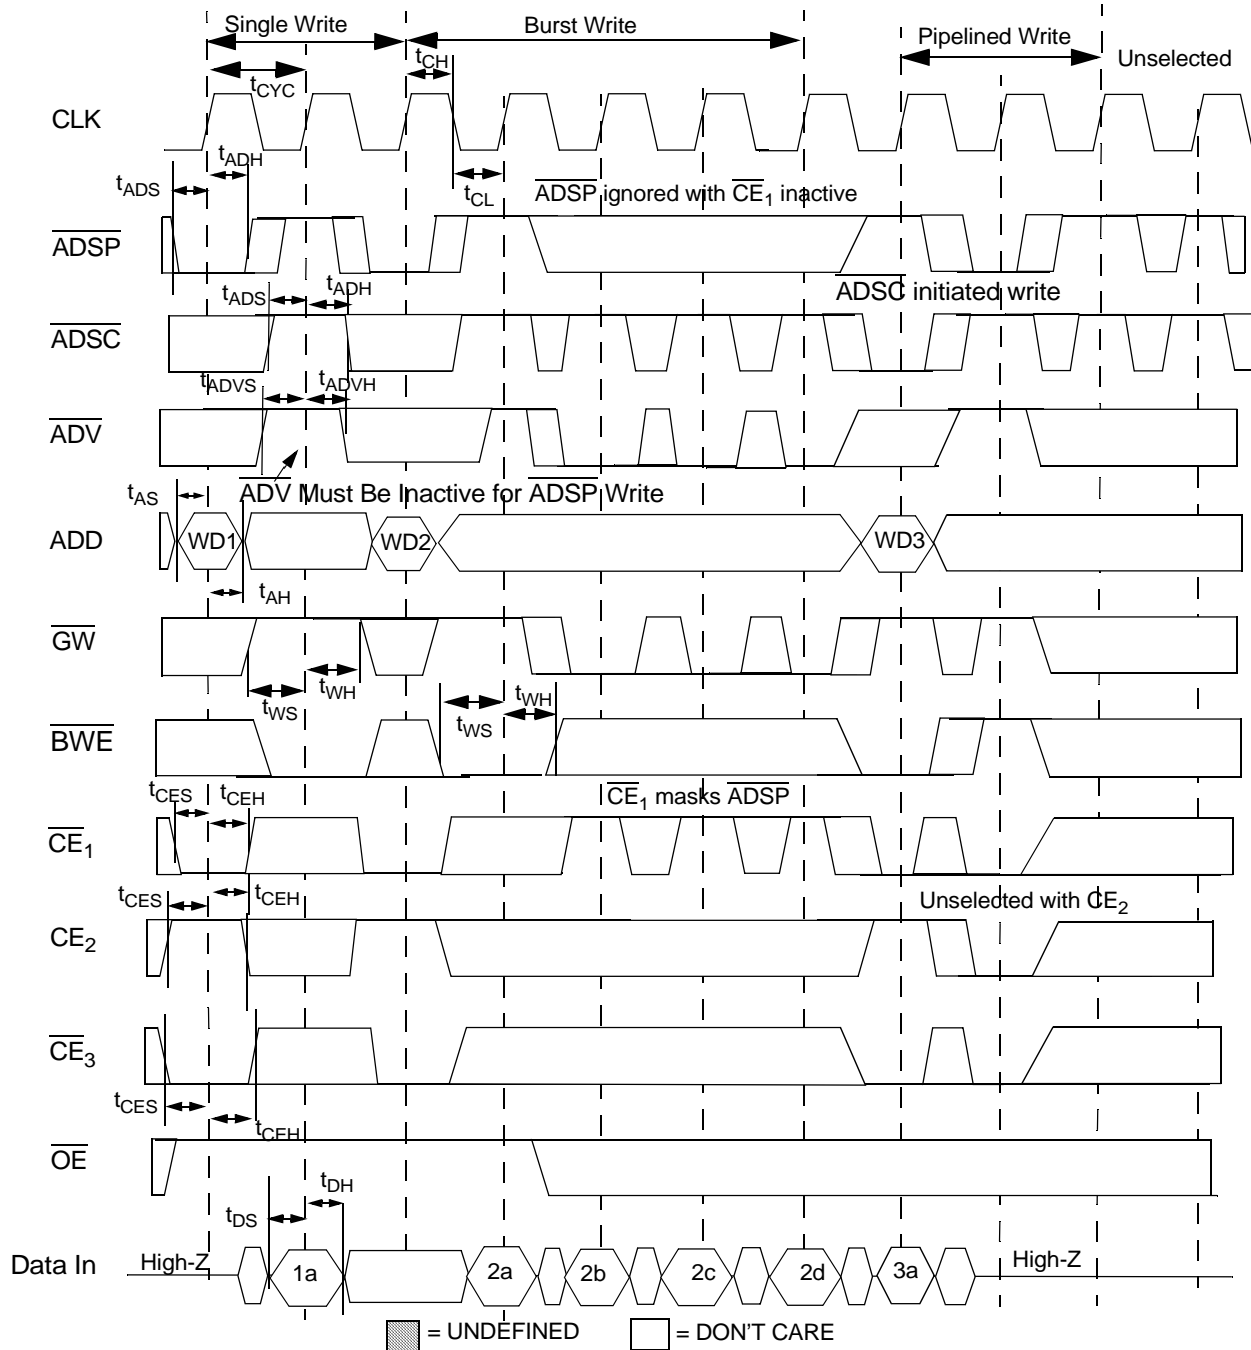 Single Write
Burst Write
Pipelined Write
Unselected
tCH
tCYC
CLK
tADH
tADS
tCL
ADSP ignored with CE1 inactive
ADSP
tADS
tADH
ADSC initiated write
ADSC
tADVS
tADVH
ADV
tAS
ADV Must Be Inactive for ADSP Write
ADD
WD1
WD2
WD3
tAH
GW
tWS
tWH
tWS
tWH
BWE
tCES
tCEH
CE1 masks ADSP
CE1
tCES
tCEH
Unselected with CE2
CE2
CE3
tCES
tCEH
OE
tDH
tDS
Data In
High-Z
1a
2a
2b
2c
2d
3a
High-Z
= UNDEFINED
= DON'T CARE